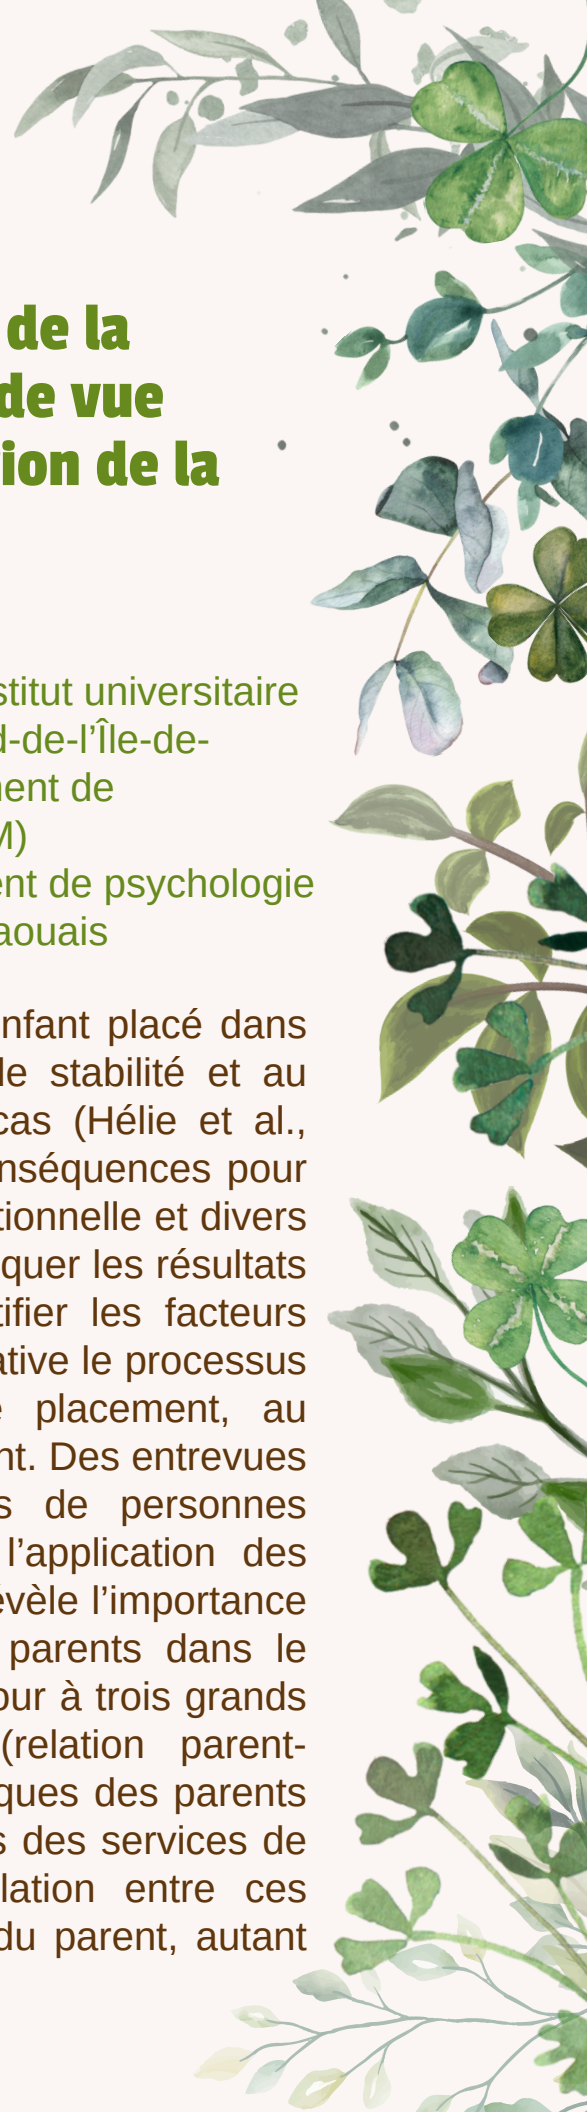 de la
de vue
ion de la
stitut universitaire
d-de-l’Île-de-
nent de
M)
ent de psychologie
aouais
nfant placé dans
le stabilité et au
cas (Hélie et al.,
nséquences pour
tionnelle et divers
quer les résultats
tifier les facteurs
ative le processus
e placement, au
nt. Des entrevues
s de personnes
l’application des
évèle l’importance
parents dans le
our à trois grands
(relation parent-
ques des parents
s des services de
lation entre ces
du parent, autant